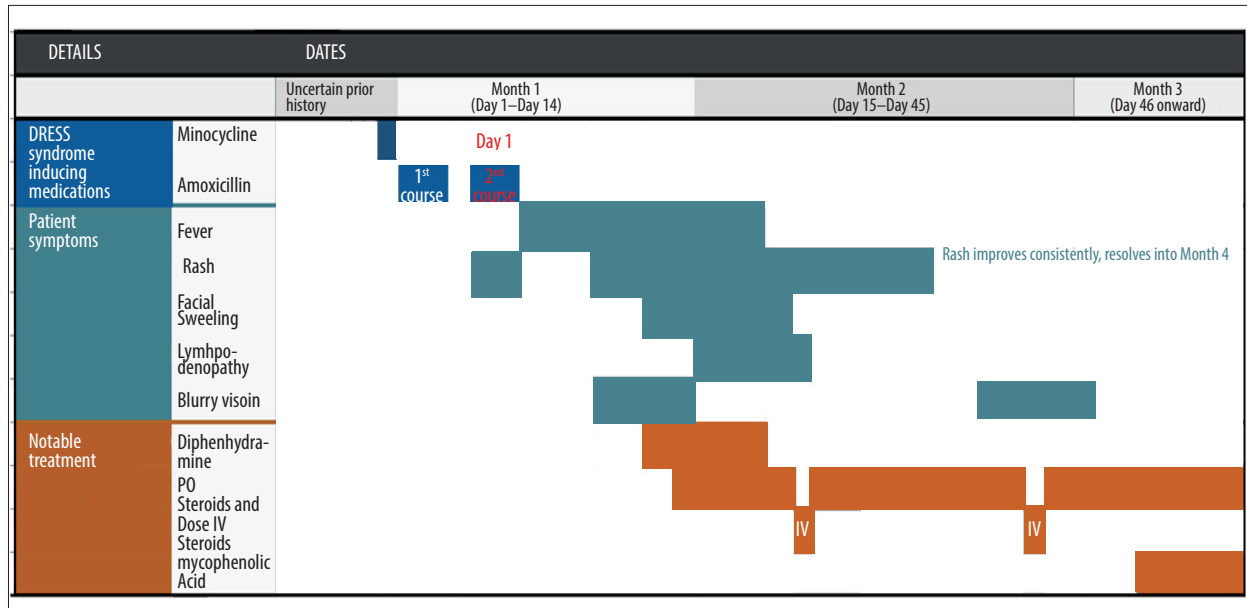 DETAILS DATES
Uncertain prior
history
Month 1
(Day 1–Day 14)
Month 2
(Day 15–Day 45)
Month 3
(Day 46 onward)
DRESS
syndrome
inducing
medications
Minocycline
Day 1
Amoxicillin
1st
course
2nd
course
Patient
symptoms
Fever
Rash
Rash improves consistently, resolves into Month 4
Facial
Sweeling
Lymhpo-
denopathy
Blurry visoin
Notable
treatment
Diphenhydra-
mine
PO
Steroids and
Dose IV
Steroids
IV
IV
mycophenolic
Acid